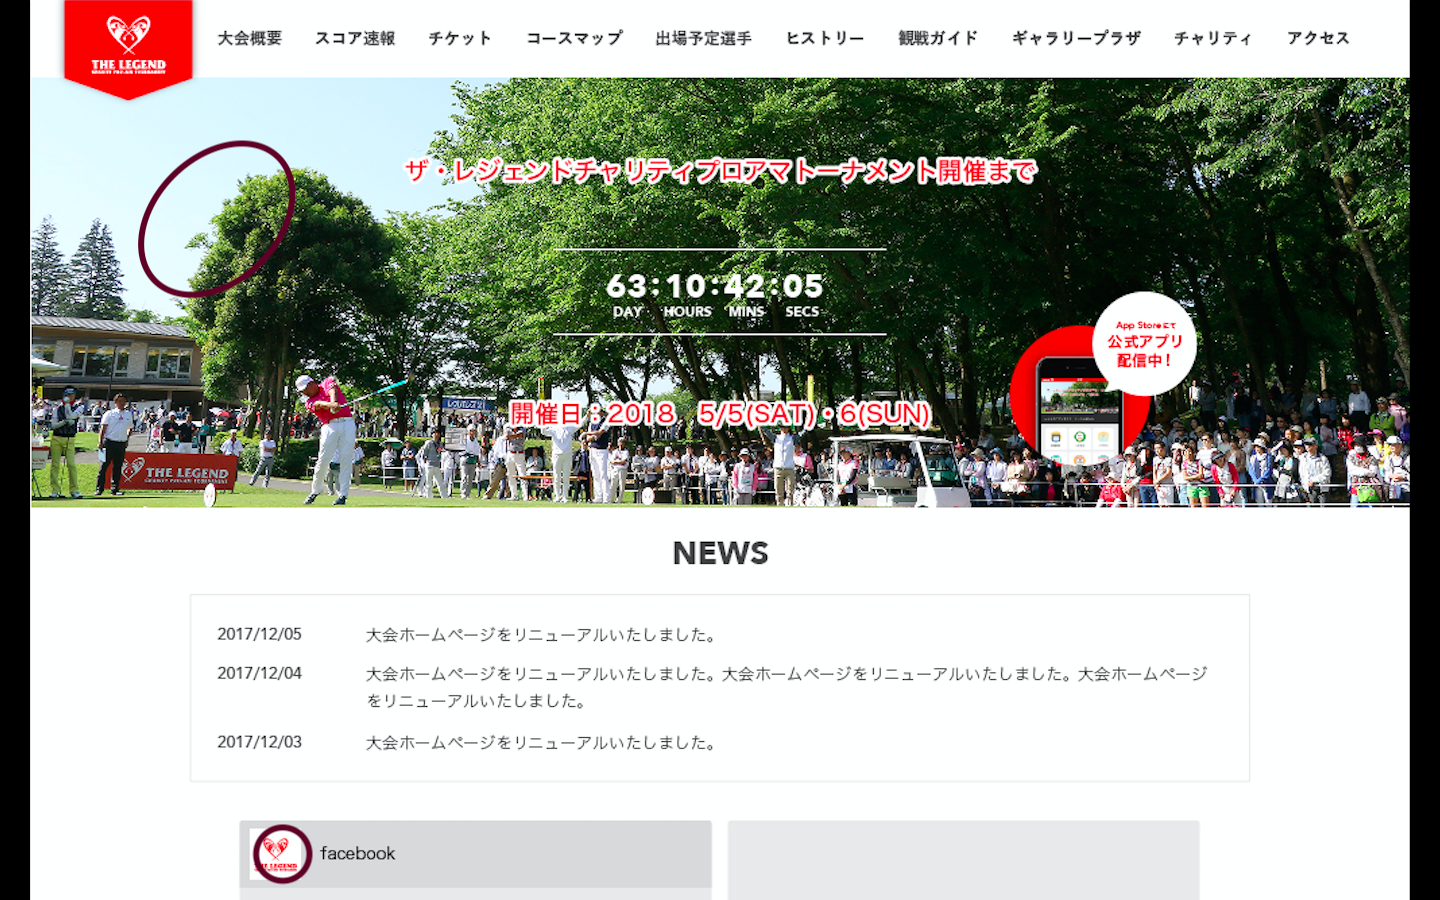 THE LEGEND
CHARITY PRO-AM TOURNAMENT
大会概要 スコア速報 チケット コースマップ 出場予定選手 ヒストリー 観戦ガイド ギャラリープラザ チャリティ アクセス
ザ・レジェンドチャリティプロアマトーナメント開催まで
63:10:42:05
DAY HOURS MINS SECS
App Storeにて
公式アプリ
配信中!
開催日:2018 5/5(SAT)・6(SUN)
THE LEGEND
CHARITY PRO-AM TOURNAMENT
NEWS
2017/12/05 大会ホームページをリニューアルいたしました。
2017/12/04 大会ホームページをリニューアルいたしました。大会ホームページをリニューアルいたしました。大会ホームページ
をリニューアルいたしました。
2017/12/03 大会ホームページをリニューアルいたしました。
THE LEGEND
facebook